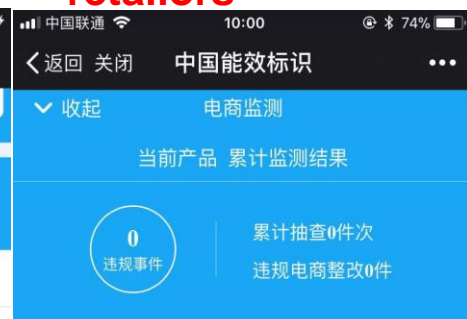 retailers
中国联通 10:00 74%
返回 关闭 中国能效标识
收起 电商监测
当前产品 累计监测结果
0
违规事件
累计抽查0件次
违规电商整改0件